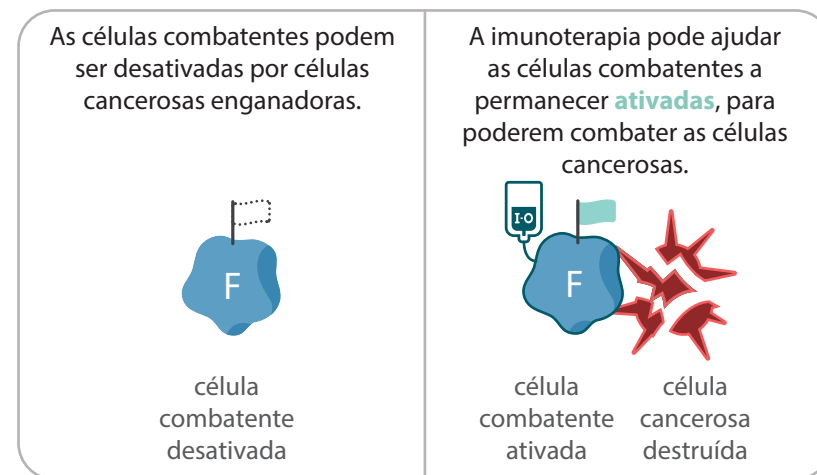 As células combatentes podem
ser desativadas por células
cancerosas enganadoras.
F
célula
combatente
desativada
A imunoterapia pode ajudar
as células combatentes a
permanecer ativadas, para
poderem combater as células
cancerosas.
I-O
F
célula
combatente
ativada
célula
cancerosa
destruída